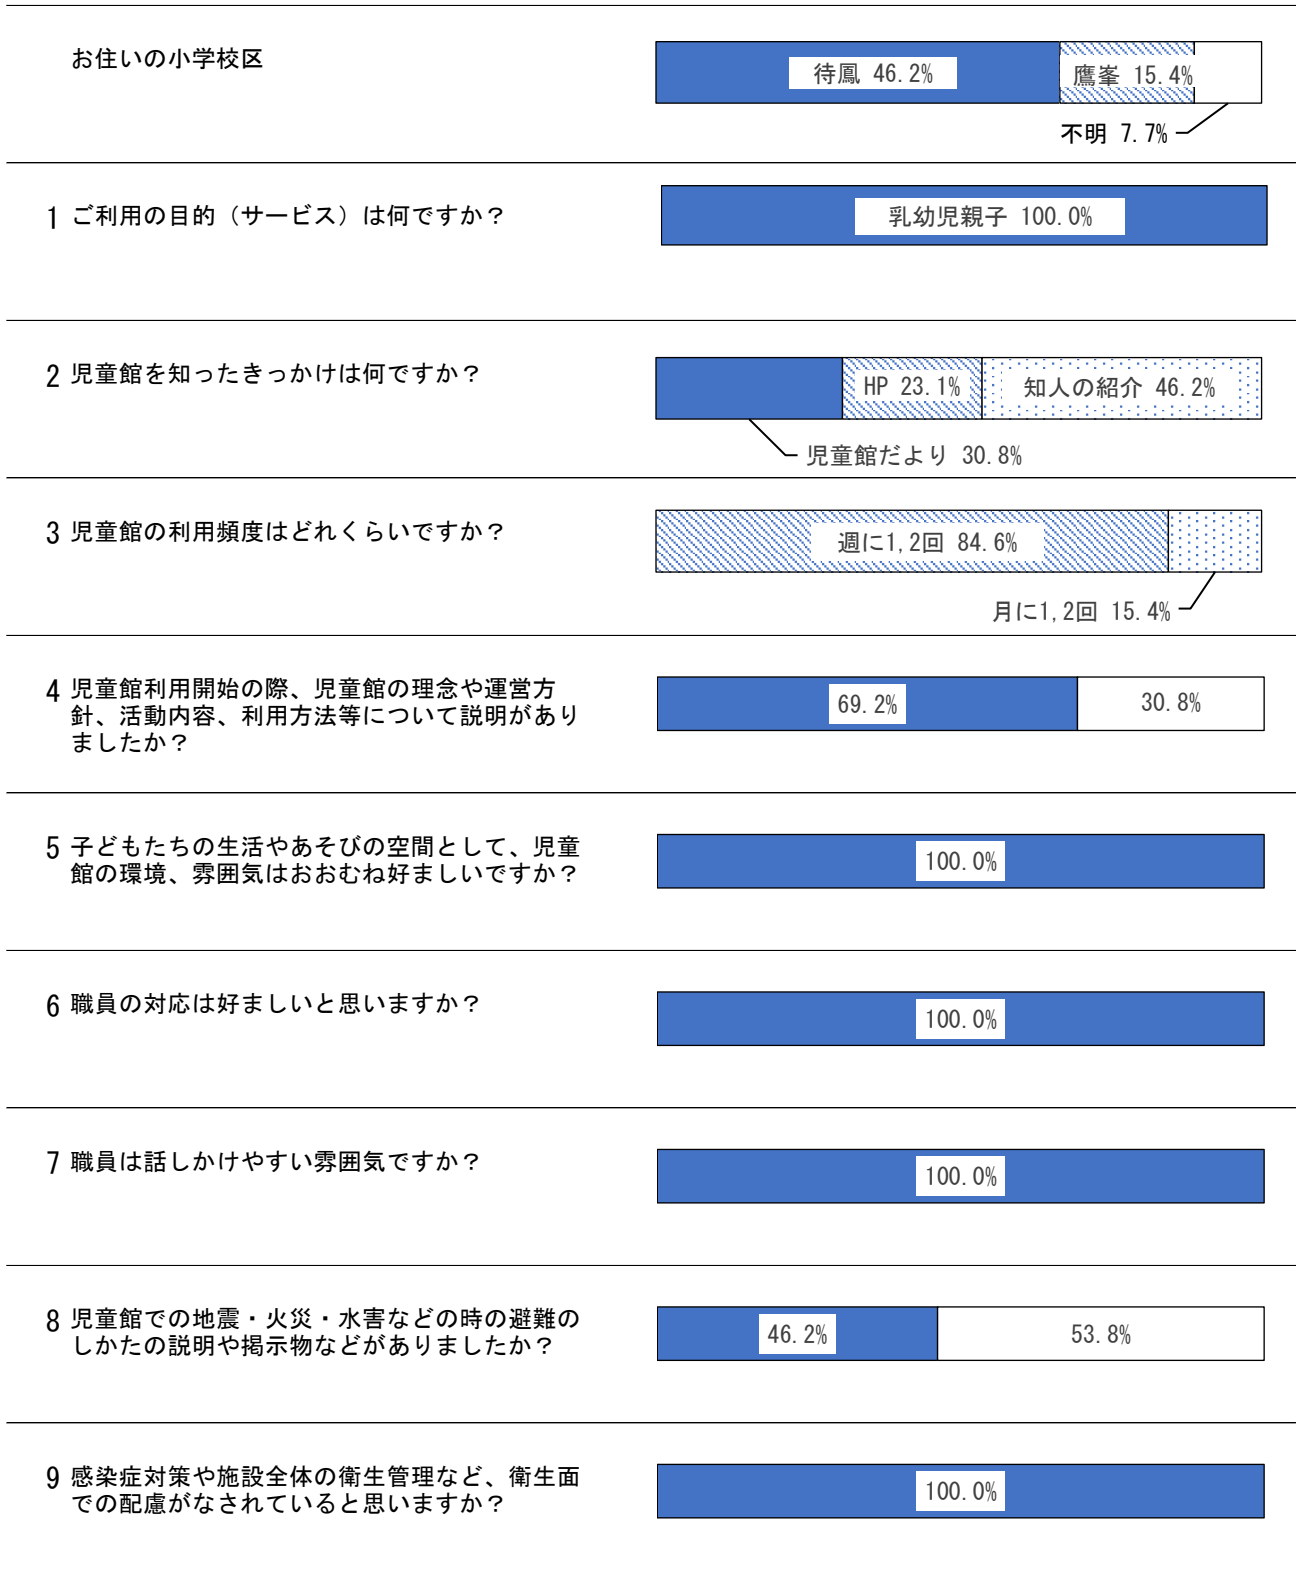 お住いの小学校区
待鳳 46.2%
鷹峯 15.4%
不明 7.7%
1 ご利用の目的（サービス）は何ですか？
乳幼児親子 100.0%
2 児童館を知ったきっかけは何ですか？
HP 23.1%
知人の紹介 46.2%
児童館だより 30.8%
3 児童館の利用頻度はどれくらいですか？
週に1,2回 84.6%
月に1,2回 15.4%
4 児童館利用開始の際、児童館の理念や運営方
針、活動内容、利用方法等について説明があり
ましたか？
69.2%
30.8%
5 子どもたちの生活やあそびの空間として、児童
館の環境、雰囲気はおおむね好ましいですか？
100.0%
6 職員の対応は好ましいと思いますか？
100.0%
7 職員は話しかけやすい雰囲気ですか？
100.0%
8 児童館での地震・火災・水害などの時の避難の
しかたの説明や掲示物などがありましたか？
46.2%
53.8%
9 感染症対策や施設全体の衛生管理など、衛生面
での配慮がなされていると思いますか？
100.0%